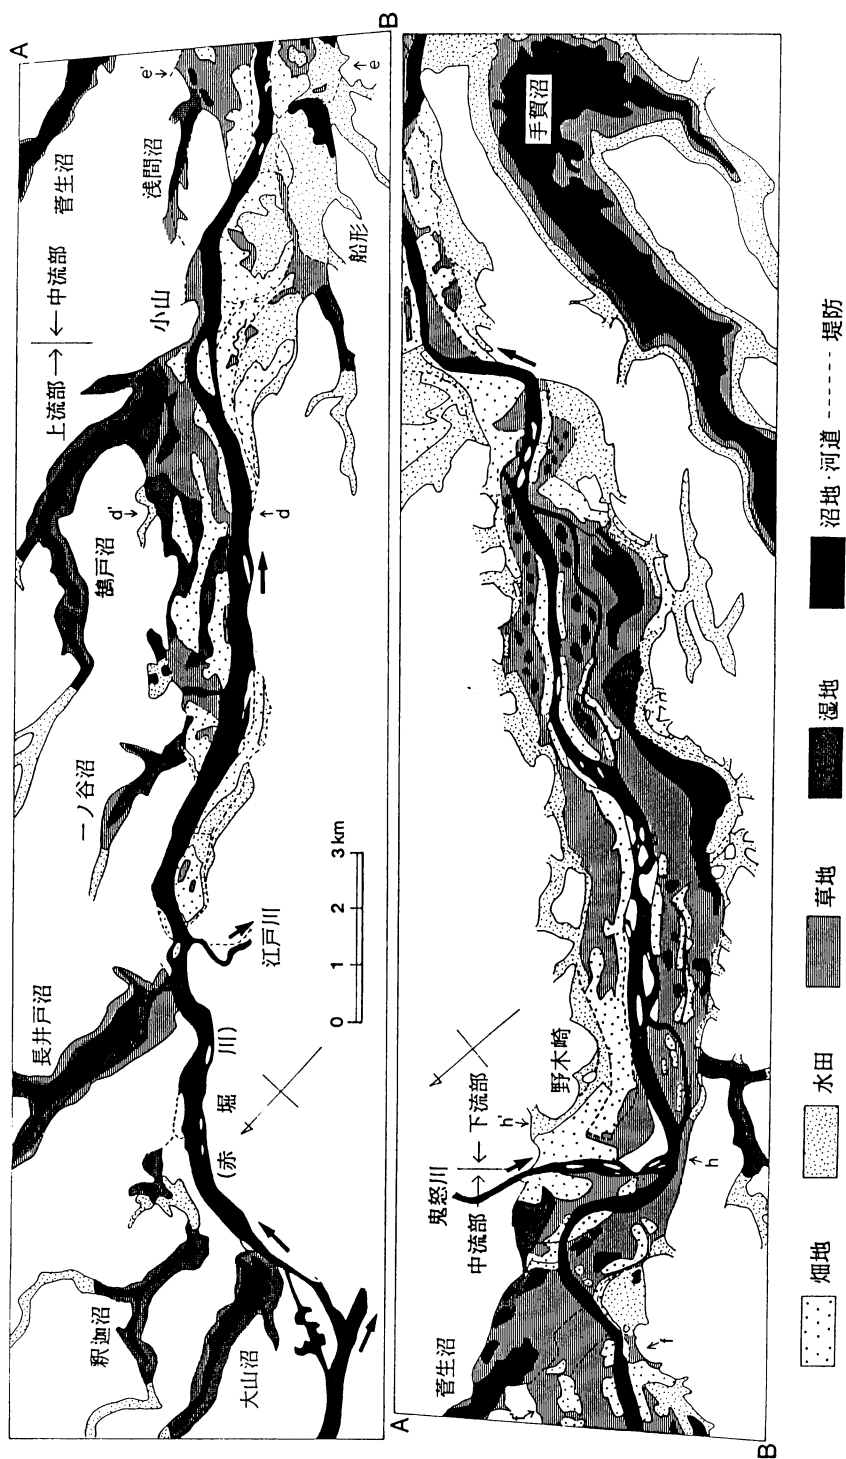 A
B
長井戸沼
釈迦沼
大山沼
(赤
堀
川)
江戸川
0 1 2 3 km
一ノ谷沼
鵠戸沼
d'
d
上流部→
←中流部
小山
菅生沼
浅間沼
船形
e'
e
A
B
菅生沼
f
鬼怒川
中流部→
←下流部
h'
h
野木崎
手賀沼
B
畑地
水田
草地
湿地
沼地・河道
堤防